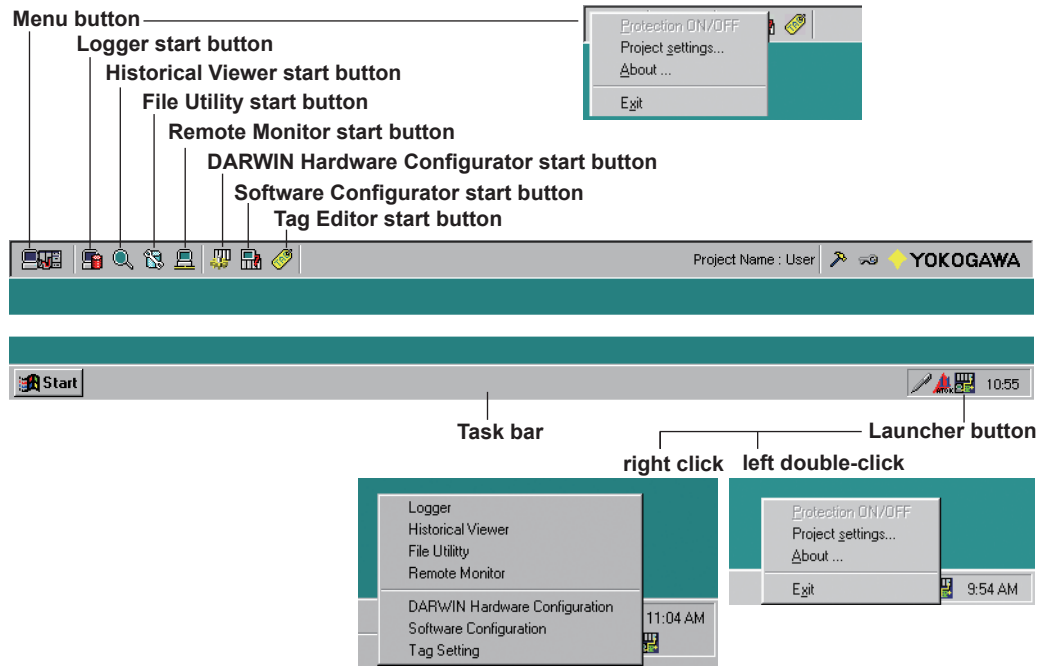 Menu button
Logger start button
Historical Viewer start button
File Utility start button
Remote Monitor start button
DARWIN Hardware Configurator start button
Software Configurator start button
Tag Editor start button
Protection ON/OFF
Project settings...
About ...
Exit
Project Name : User
YOKOGAWA
Start
10:55
Task bar
Launcher button
right click
left double-click
Logger
Historical Viewer
File Utilitty
Remote Monitor
DARWIN Hardware Configuration
Software Configuration
Tag Setting
11:04 AM
Protection ON/OFF
Project settings...
About ...
Exit
9:54 AM